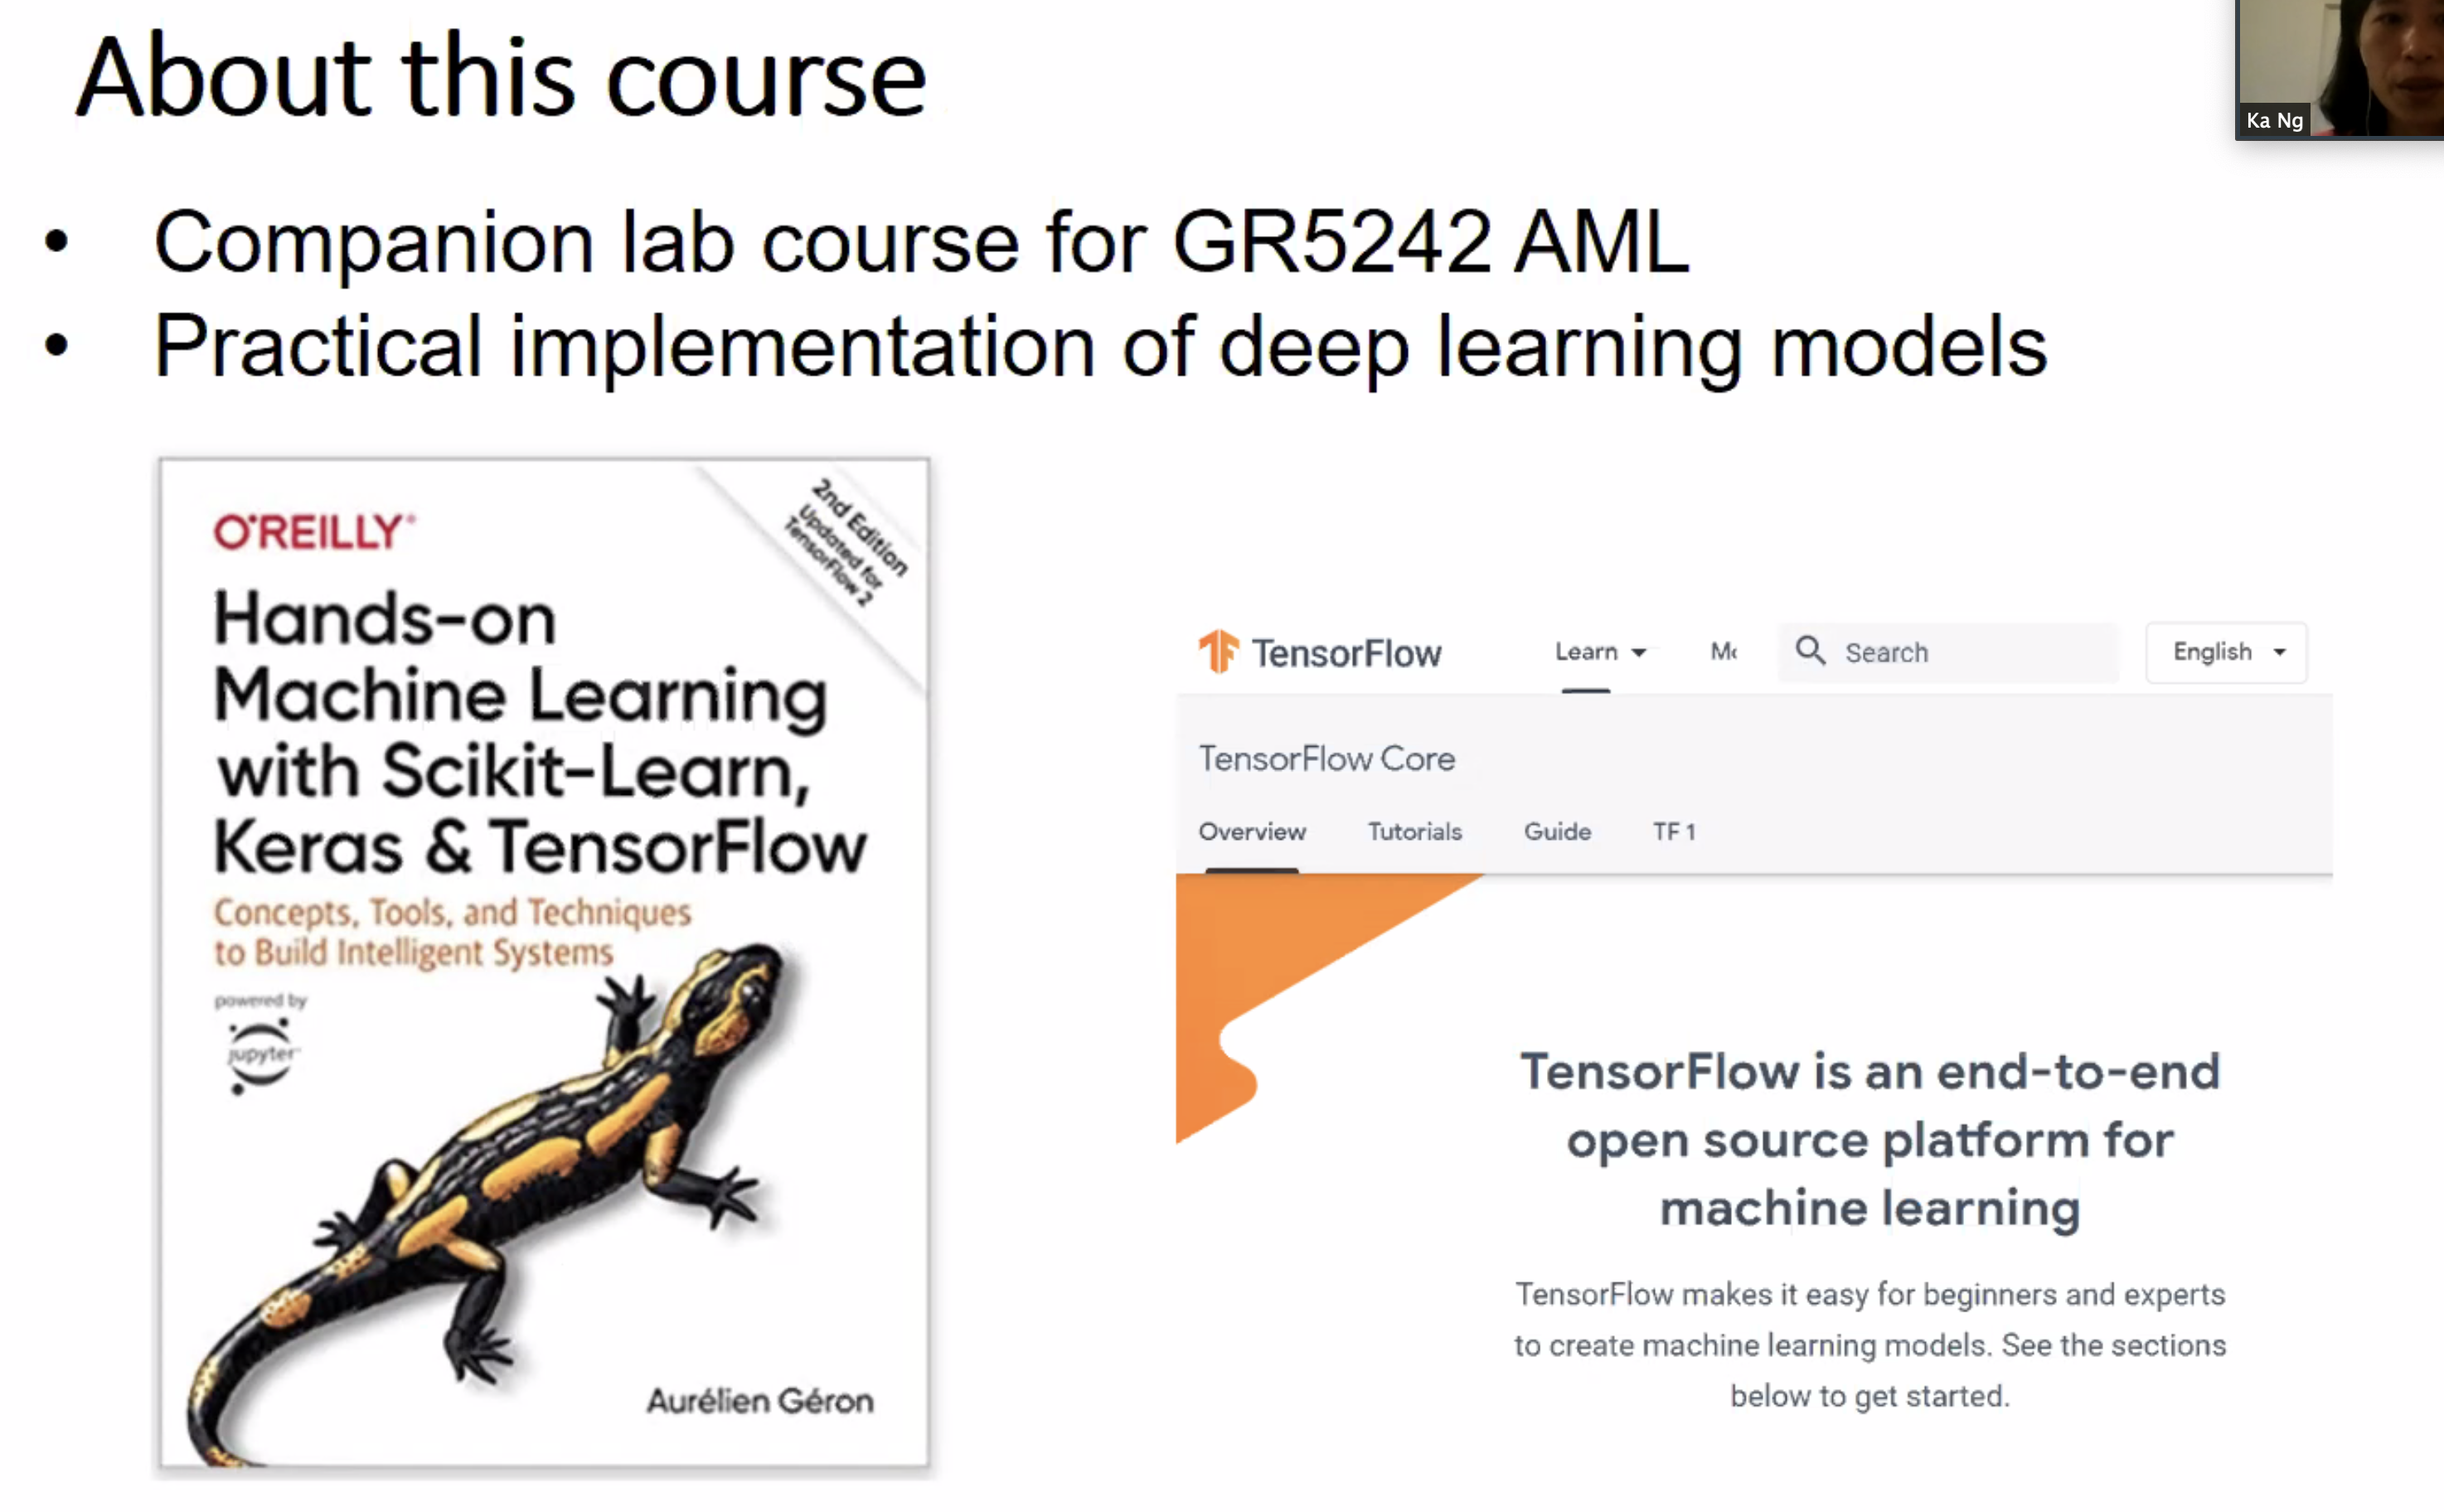 About this course
Ka Ng
• Companion lab course for GR5242 AML
• Practical implementation of deep learning models
O'REILLY®
2nd Edition
Updated for
TensorFlow 2
Hands-on
Machine Learning
with Scikit-Learn,
Keras & TensorFlow
Concepts, Tools, and Techniques
to Build Intelligent Systems
powered by
jupyter
Aurélien Géron
TensorFlow Learn Search English
TensorFlow Core
Overview Tutorials Guide TF 1
TensorFlow is an end-to-end
open source platform for
machine learning
TensorFlow makes it easy for beginners and experts
to create machine learning models. See the sections
below to get started.